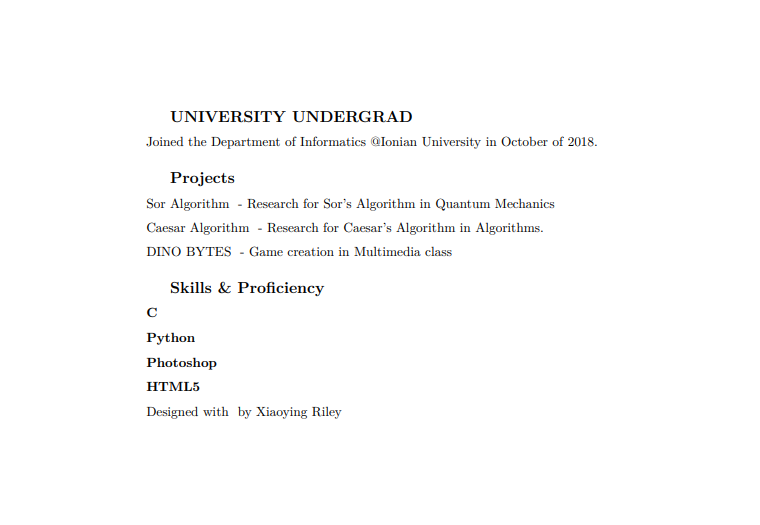 UNIVERSITY UNDERGRAD
Joined the Department of Informatics @Ionian University in October of 2018.
Projects
Sor Algorithm - Research for Sor's Algorithm in Quantum Mechanics
Caesar Algorithm - Research for Caesar's Algorithm in Algorithms.
DINO BYTES - Game creation in Multimedia class
Skills & Proficiency
C
Python
Photoshop
HTML5
Designed with by Xiaoying Riley